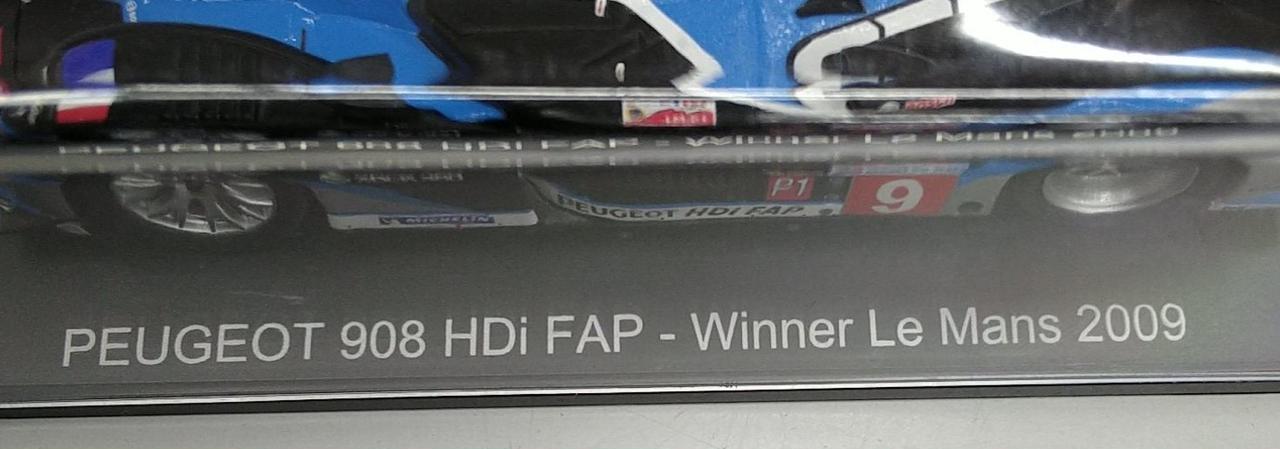 PEUGEOT 908 HDi FAP - Winner Le Mans 2009
P1
9
PEUGEOT HDi FAP
MICHELIN
PEUGEOT 908 HDi FAP - Winner Le Mans 2009